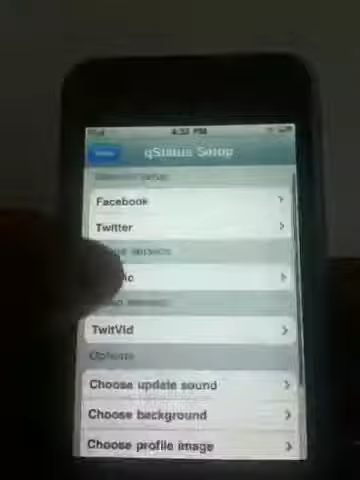 4:33 PM
qStatus Setup
Facebook
Twitter
TwitVid
Options
Choose update sound
Choose background
Choose profile image